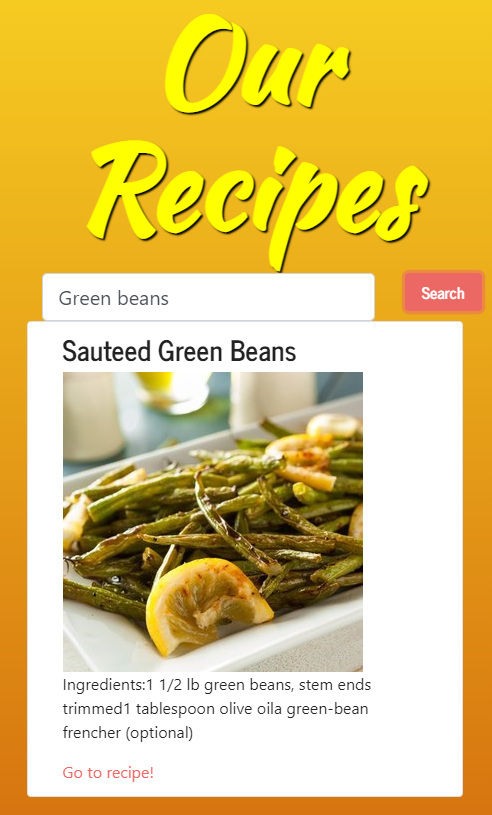 Our
Recipes
Green beans
Search
Sauteed Green Beans
Ingredients:1 1/2 lb green beans, stem ends
trimmed1 tablespoon olive oila green-bean
frencher (optional)
Go to recipe!